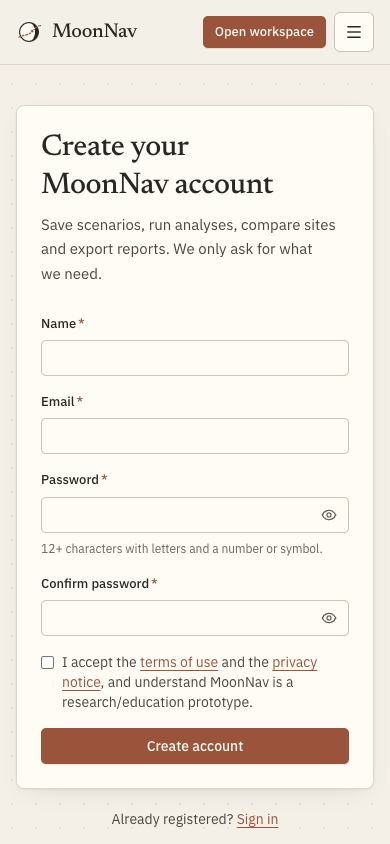 MoonNav
Open workspace
Create your
MoonNav account
Save scenarios, run analyses, compare sites
and export reports. We only ask for what
we need.
Name *
Email *
Password *
12+ characters with letters and a number or symbol.
Confirm password *
I accept the terms of use and the privacy
notice, and understand MoonNav is a
research/education prototype.
Create account
Already registered? Sign in